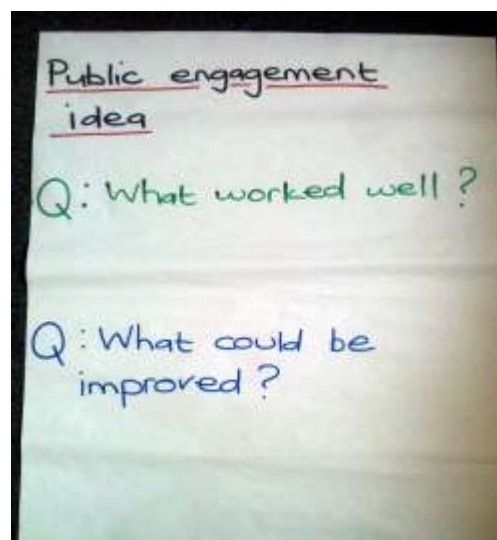 Public engagement
idea
Q: What worked well?
Q: What could be
improved?